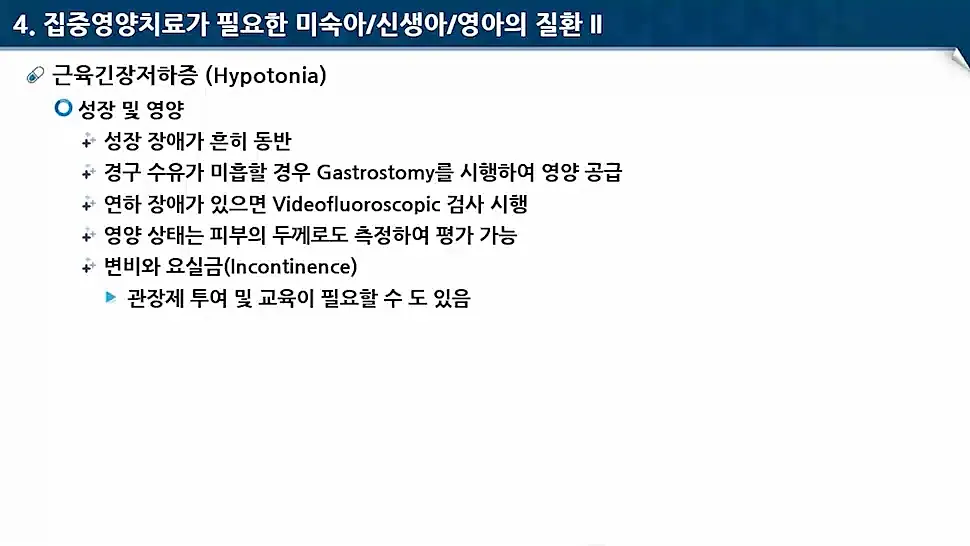 4. 집중영양치료가 필요한 미숙아/신생아/영아의 질환 Ⅱ
근육긴장저하증 (Hypotonia)
성장 및 영양
성장 장애가 흔히 동반
경구 수유가 미흡할 경우 Gastrostomy를 시행하여 영양 공급
연하 장애가 있으면 Videofluoroscopic 검사 시행
영양 상태는 피부의 두께로도 측정하여 평가 가능
변비와 요실금(Incontinence)
관장제 투여 및 교육이 필요할 수 도 있음